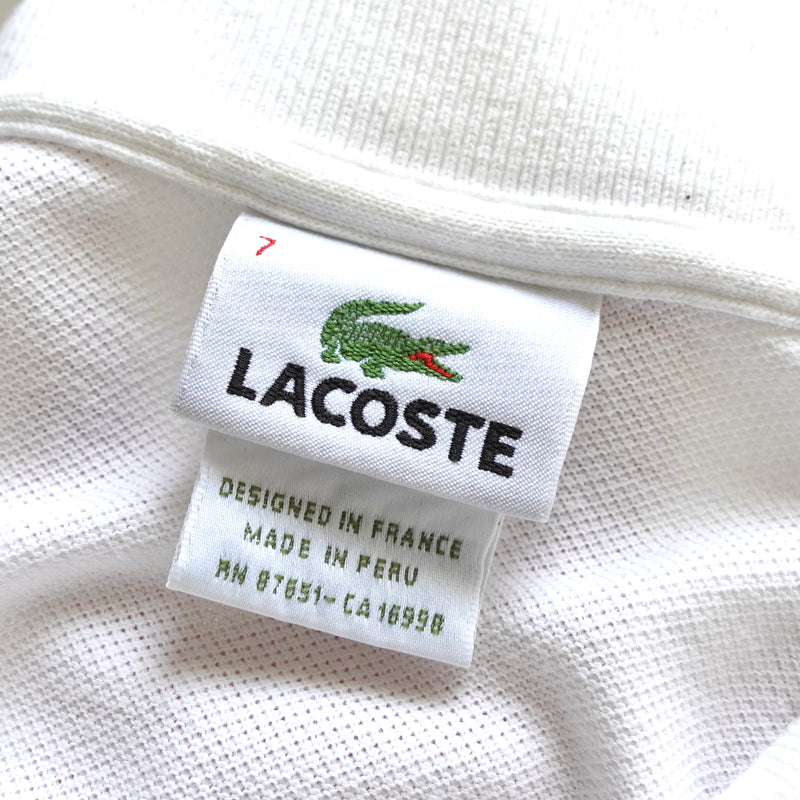 7
LACOSTE
DESIGNED IN FRANCE
MADE IN PERU
RN 87651-CA 16998